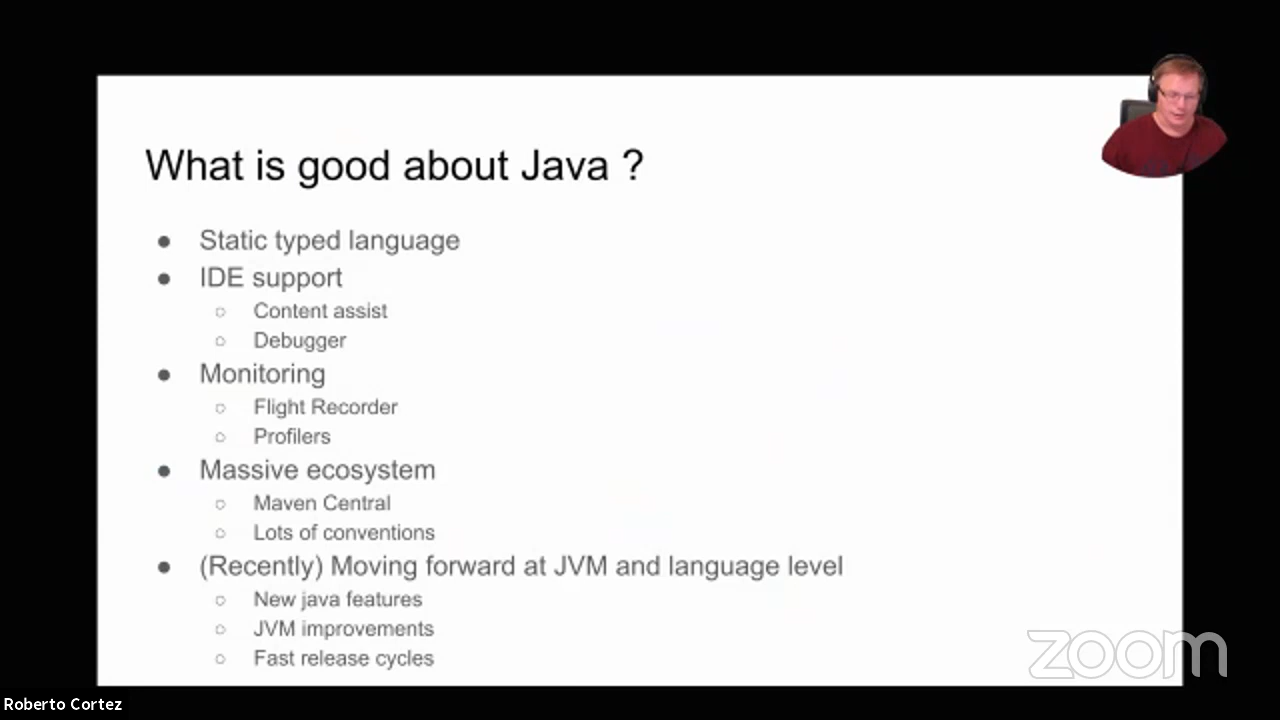 What is good about Java ?
Static typed language
IDE support
Content assist
Debugger
Monitoring
Flight Recorder
Profilers
Massive ecosystem
Maven Central
Lots of conventions
(Recently) Moving forward at JVM and language level
New java features
JVM improvements
Fast release cycles
zoom
Roberto Cortez